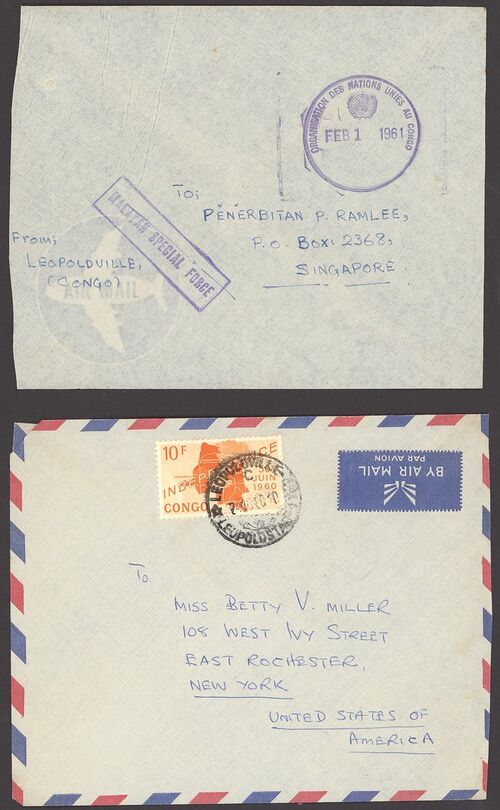 ORGANISATION DES NATIONS UNIES AU CONGO
FEB 1 1961
MALAYAN SPECIAL FORCE
To;
PENERBITAN P. RAMLEE,
P.O. BOX: 2368,
SINGAPORE
From;
LEOPOLDVILLE,
(CONGO)
AIR MAIL
10F
JUIN
1960
CONGO
LEOPOLDVILLE
C
LEOPOLDSTAD
BY AIR MAIL
PAR AVION
To
MISS BETTY V. MILLER
108 WEST IVY STREET
EAST ROCHESTER,
NEW YORK
UNITED STATES OF
AMERICA